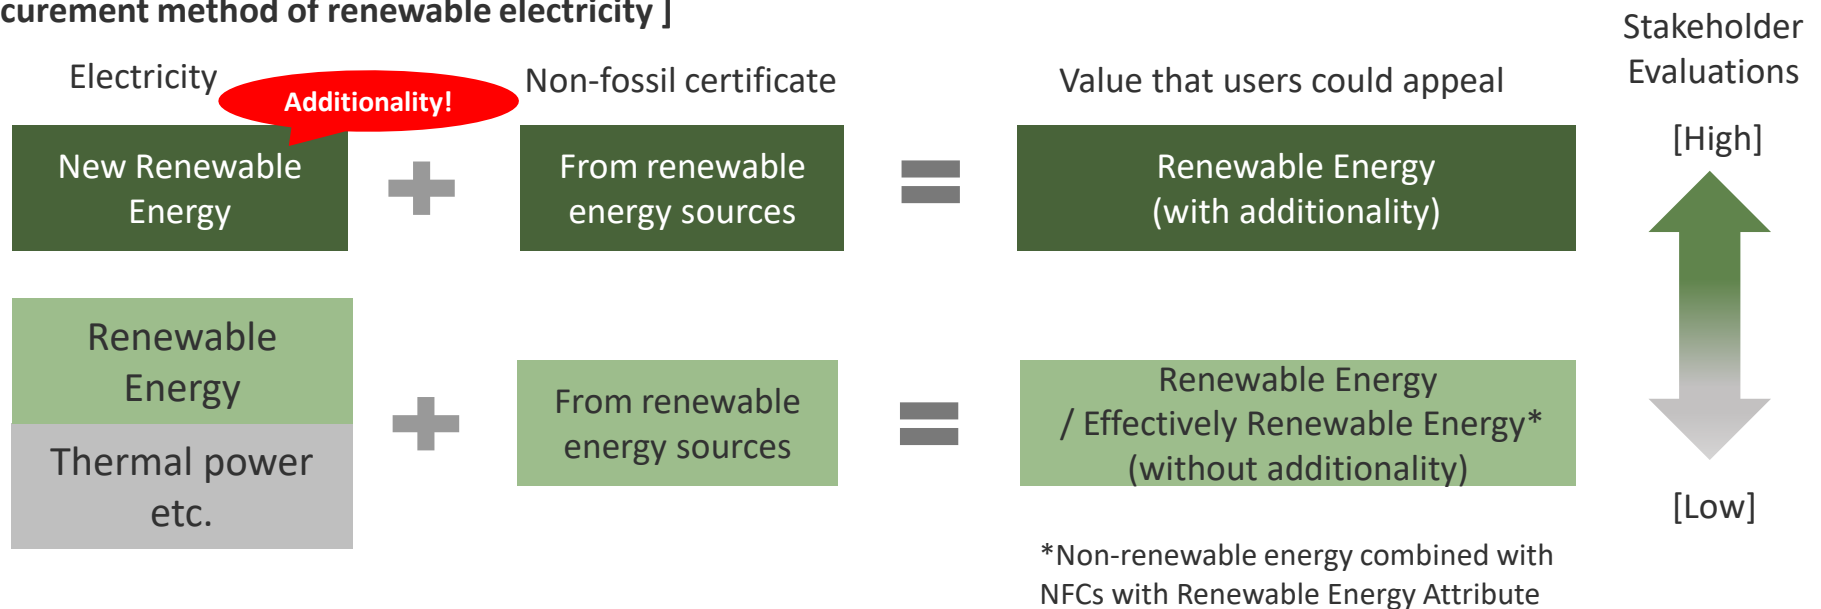 curement method of renewable electricity ]
Stakeholder
Evaluations
Electricity
Additionality!
Non-fossil certificate
Value that users could appeal
[High]
New Renewable
Energy
From renewable
energy sources
Renewable Energy
(with additionality)
Renewable
Energy
Thermal power
etc.
From renewable
energy sources
Renewable Energy
/ Effectively Renewable Energy*
(without additionality)
[Low]
*Non-renewable energy combined with
NFCs with Renewable Energy Attribute